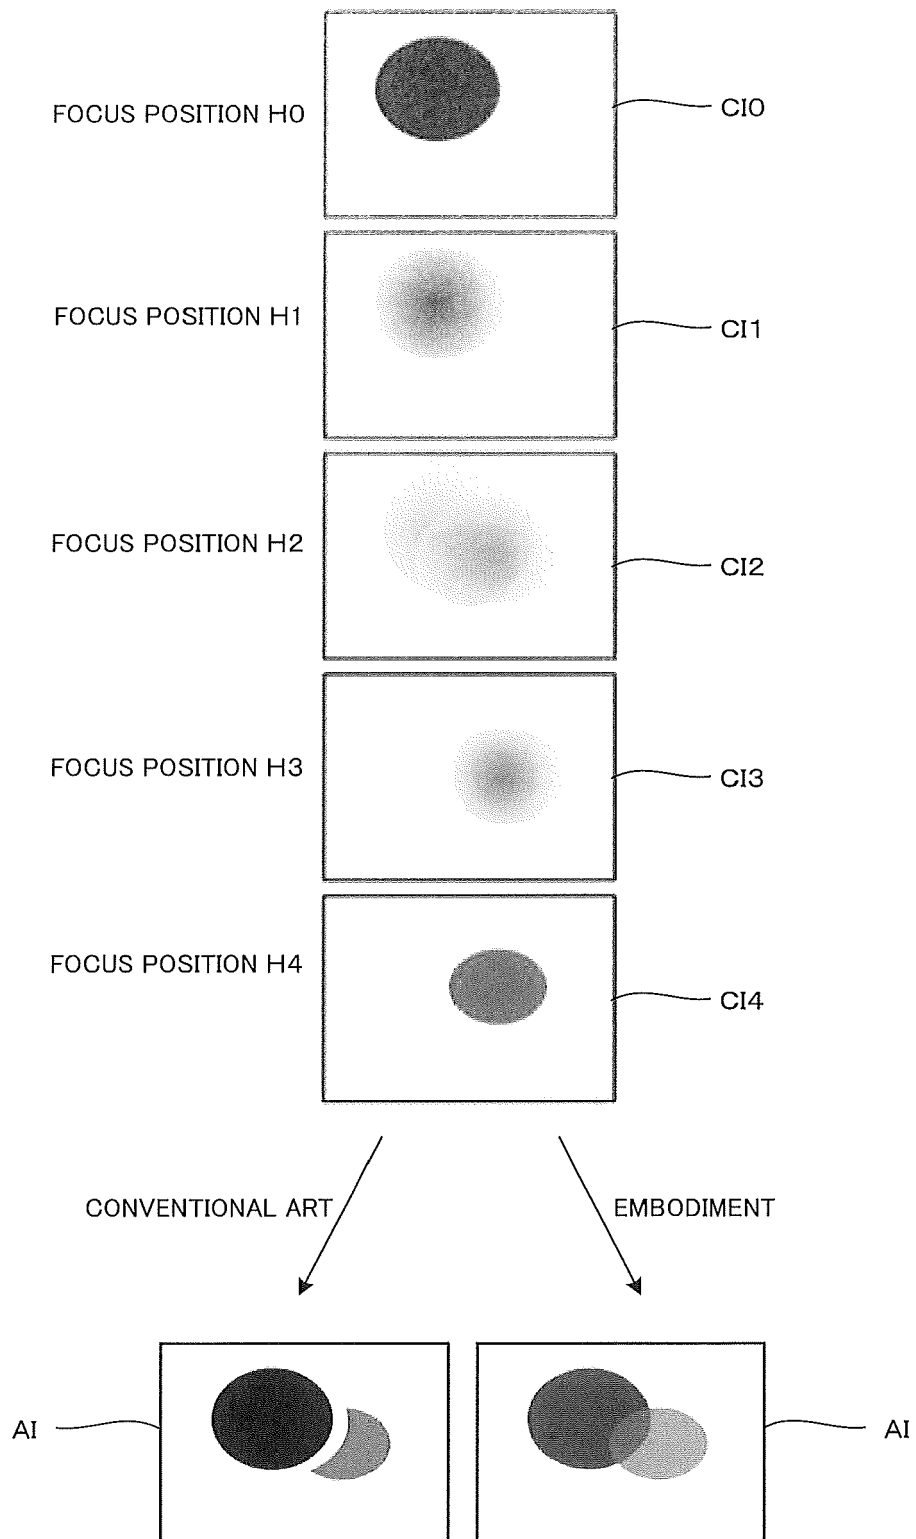 FOCUS POSITION H0
CI0
FOCUS POSITION H1
CI1
FOCUS POSITION H2
CI2
FOCUS POSITION H3
CI3
FOCUS POSITION H4
CI4
CONVENTIONAL ART
EMBODIMENT
AI
AI